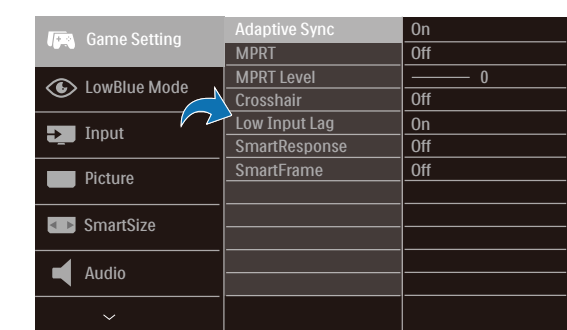 Game Setting
LowBlue Mode
Input
Picture
SmartSize
Audio
Adaptive Sync On
MPRT Off
MPRT Level 0
Crosshair Off
Low Input Lag On
SmartResponse Off
SmartFrame Off